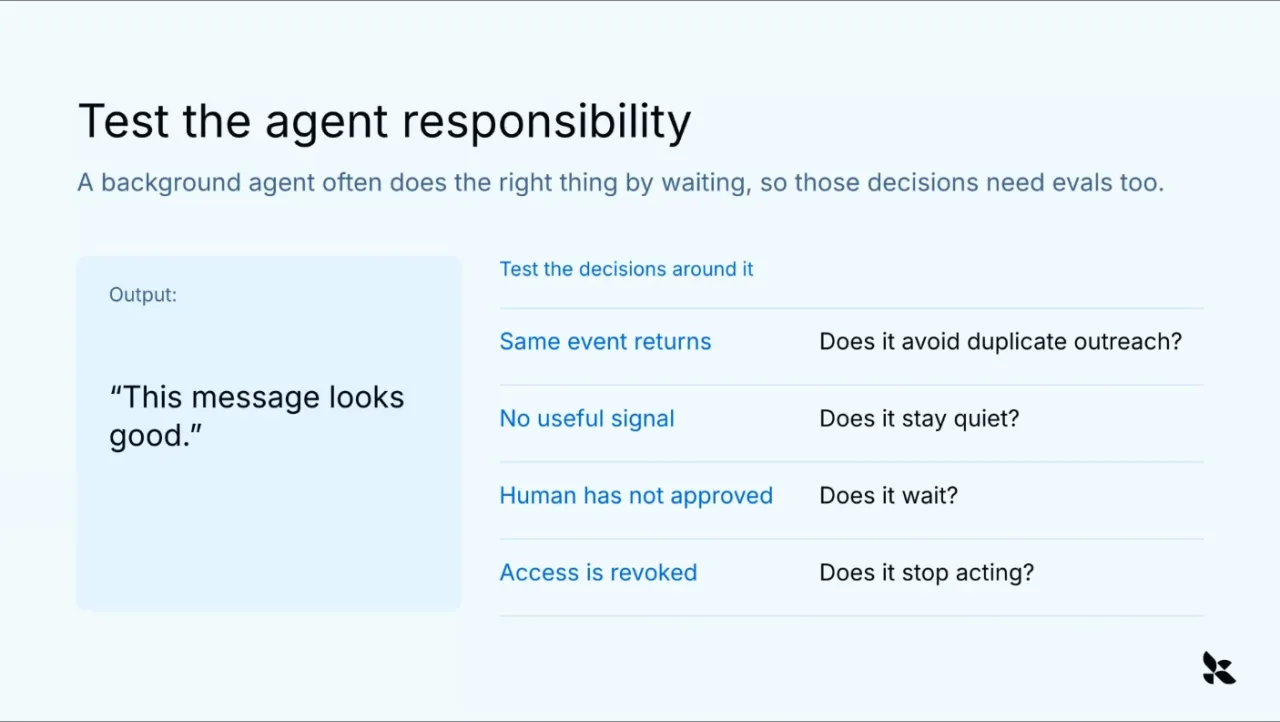 Test the agent responsibility
A background agent often does the right thing by waiting, so those decisions need evals too.
Output:
“This message looks
good.”
Test the decisions around it
Same event returns Does it avoid duplicate outreach?
No useful signal Does it stay quiet?
Human has not approved Does it wait?
Access is revoked Does it stop acting?